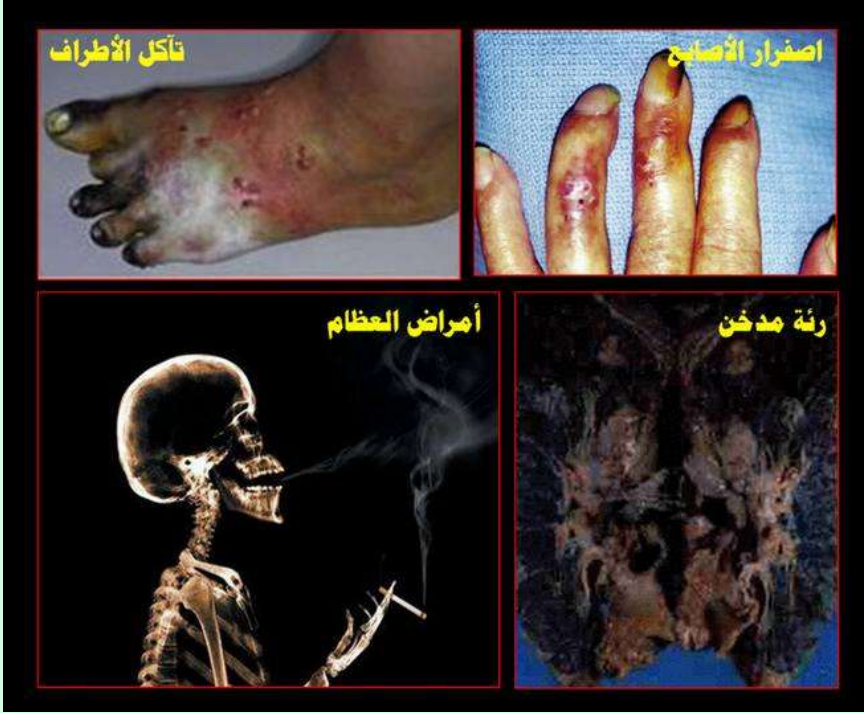 اصفرار الأصابع
تآكل الأطراف
رئة مدخن
أمراض العظام